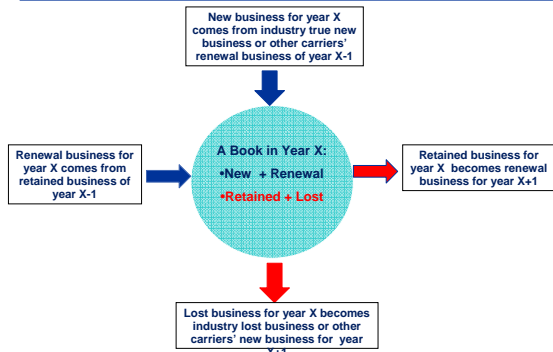 New business for year X
comes from industry true new
business or other carriers'
renewal business of year X-1
A Book in Year X:
•New + Renewal
•Retained + Lost
Renewal business for
year X comes from
retained business of
year X-1
Retained business for
year X becomes renewal
business for year X+1
Lost business for year X becomes
industry lost business or other
carriers' new business for year
X+1